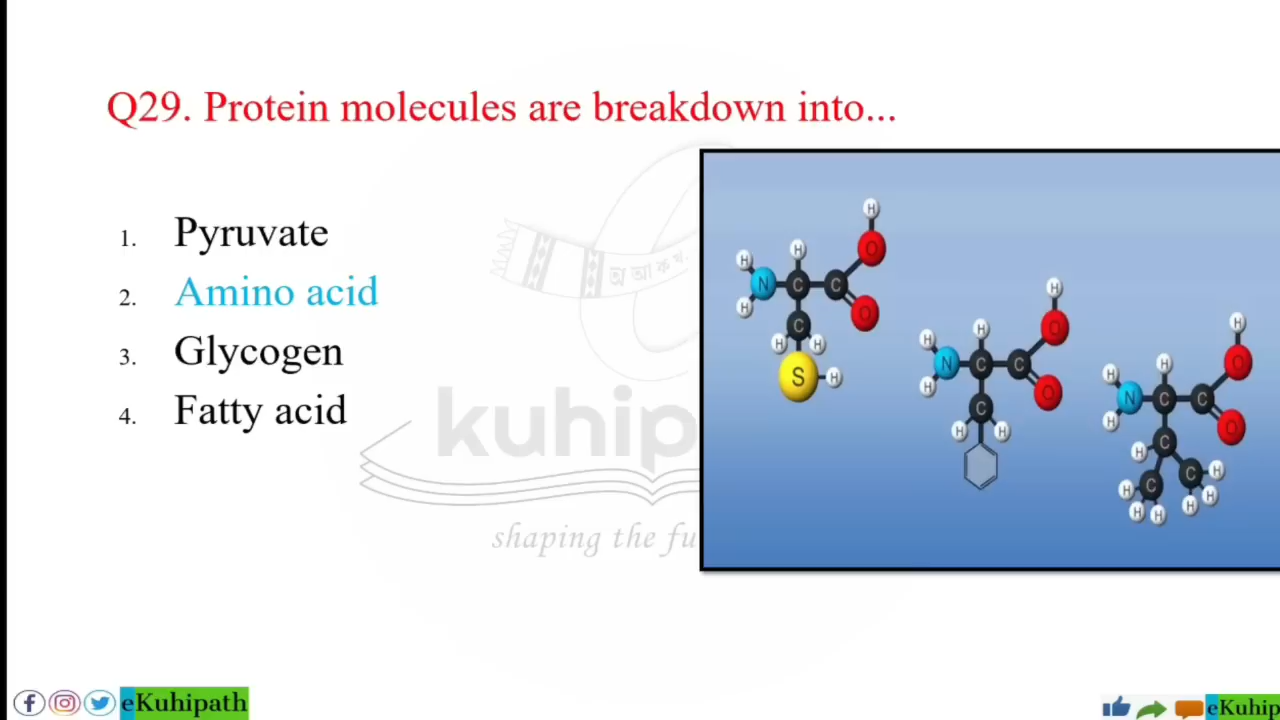 Q29. Protein molecules are breakdown into...
1. Pyruvate
2. Amino acid
3. Glycogen
4. Fatty acid
অ আ ক খ
kuhip
shaping the fu
H
H
O
H
N
C
C
H
O
C
H
H
S
H
H
H
O
H
N
C
C
H
O
C
H
H
H
H
O
H
N
C
C
H
O
H
C
C
C
H
H
H
H
H
H
eKuhipath
eKuhip